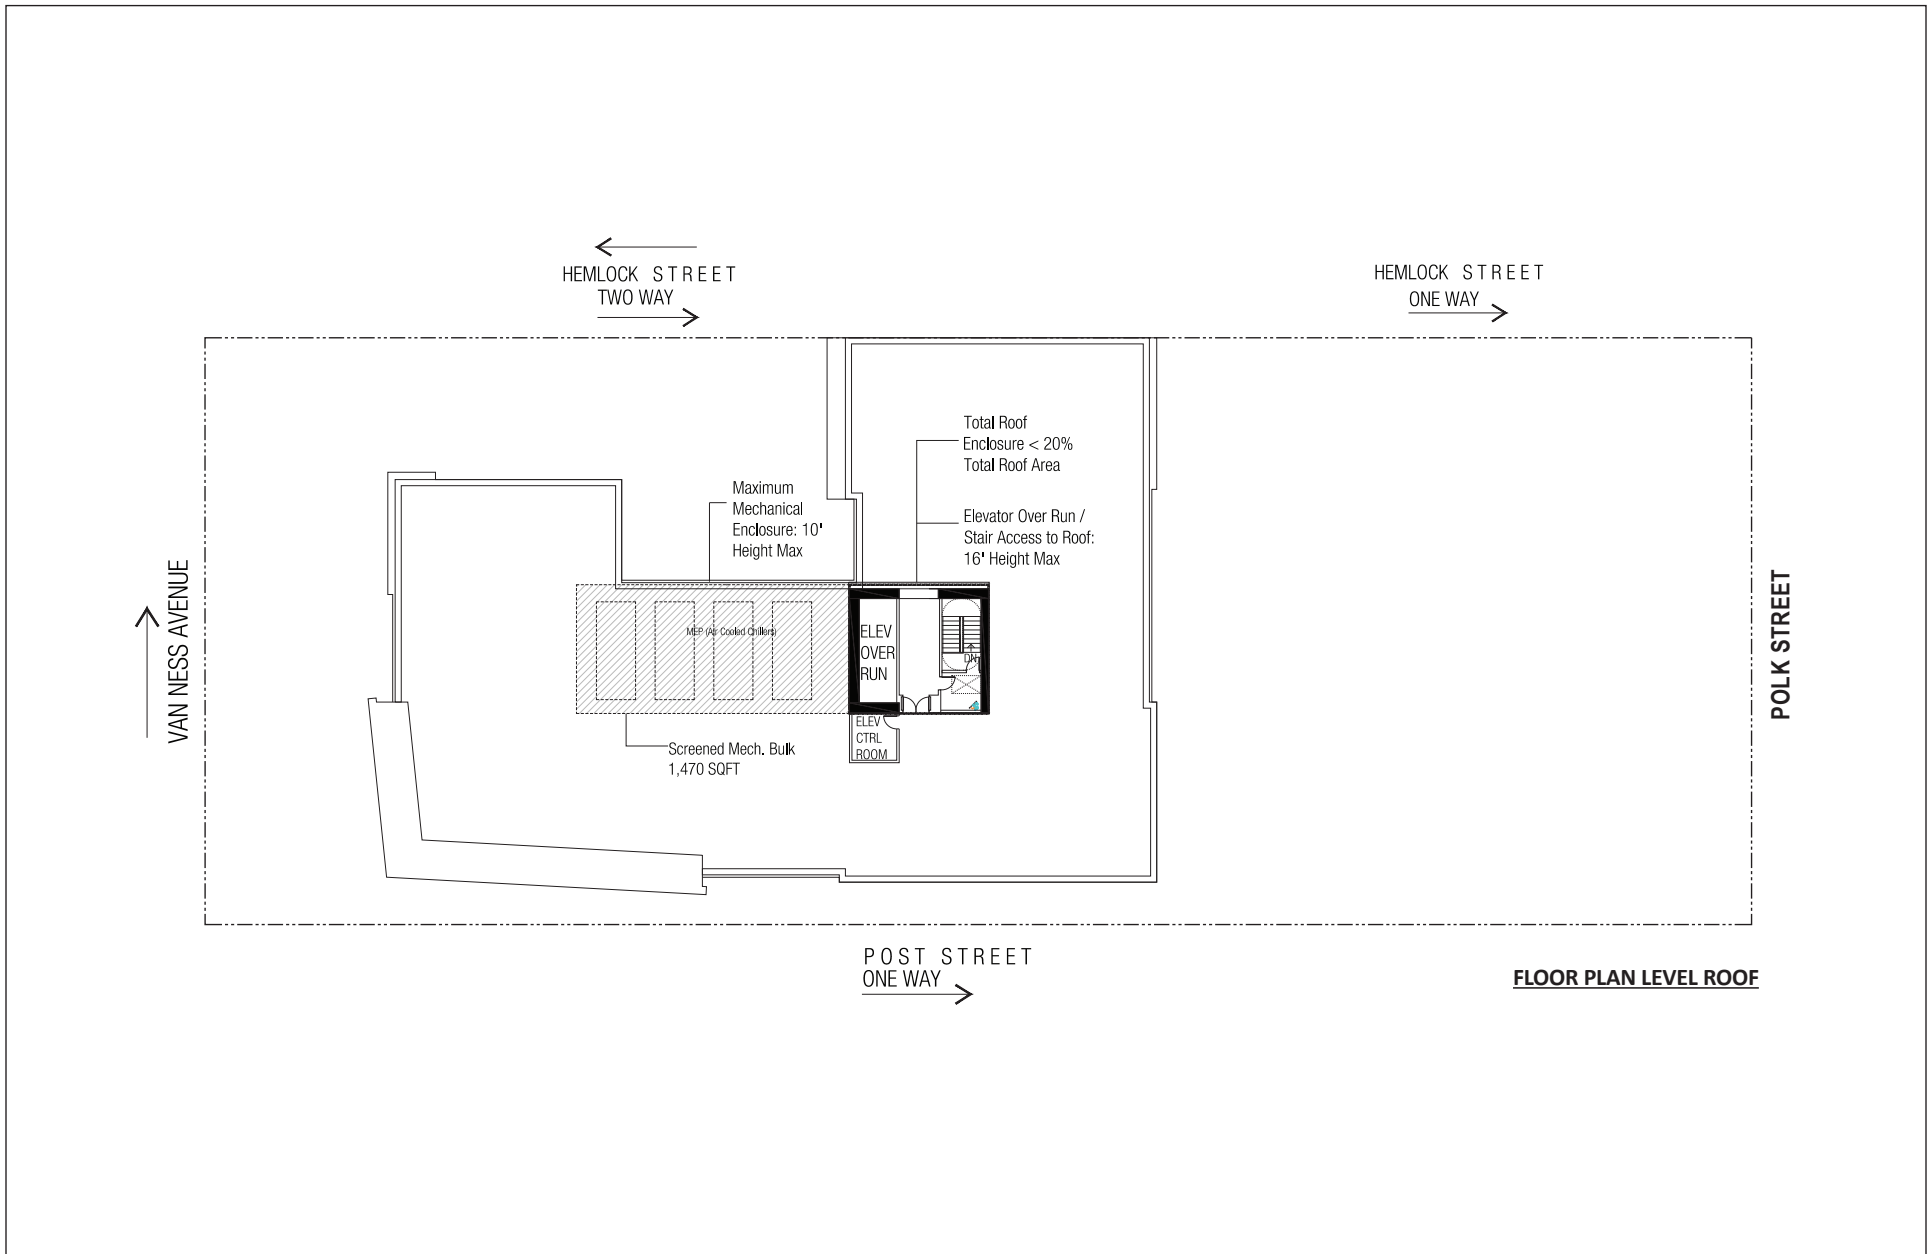 HEMLOCK STREET
TWO WAY
HEMLOCK STREET
ONE WAY
Total Roof
Enclosure < 20%
Total Roof Area
Maximum
Mechanical
Enclosure: 10'
Height Max
Elevator Over Run /
Stair Access to Roof:
16' Height Max
VAN NESS AVENUE
MEP (Air Cooled Chillers)
ELEV
OVER
RUN
DN
POLK STREET
ELEV
CTRL
ROOM
Screened Mech. Bulk
1,470 SQFT
POST STREET
ONE WAY
FLOOR PLAN LEVEL ROOF